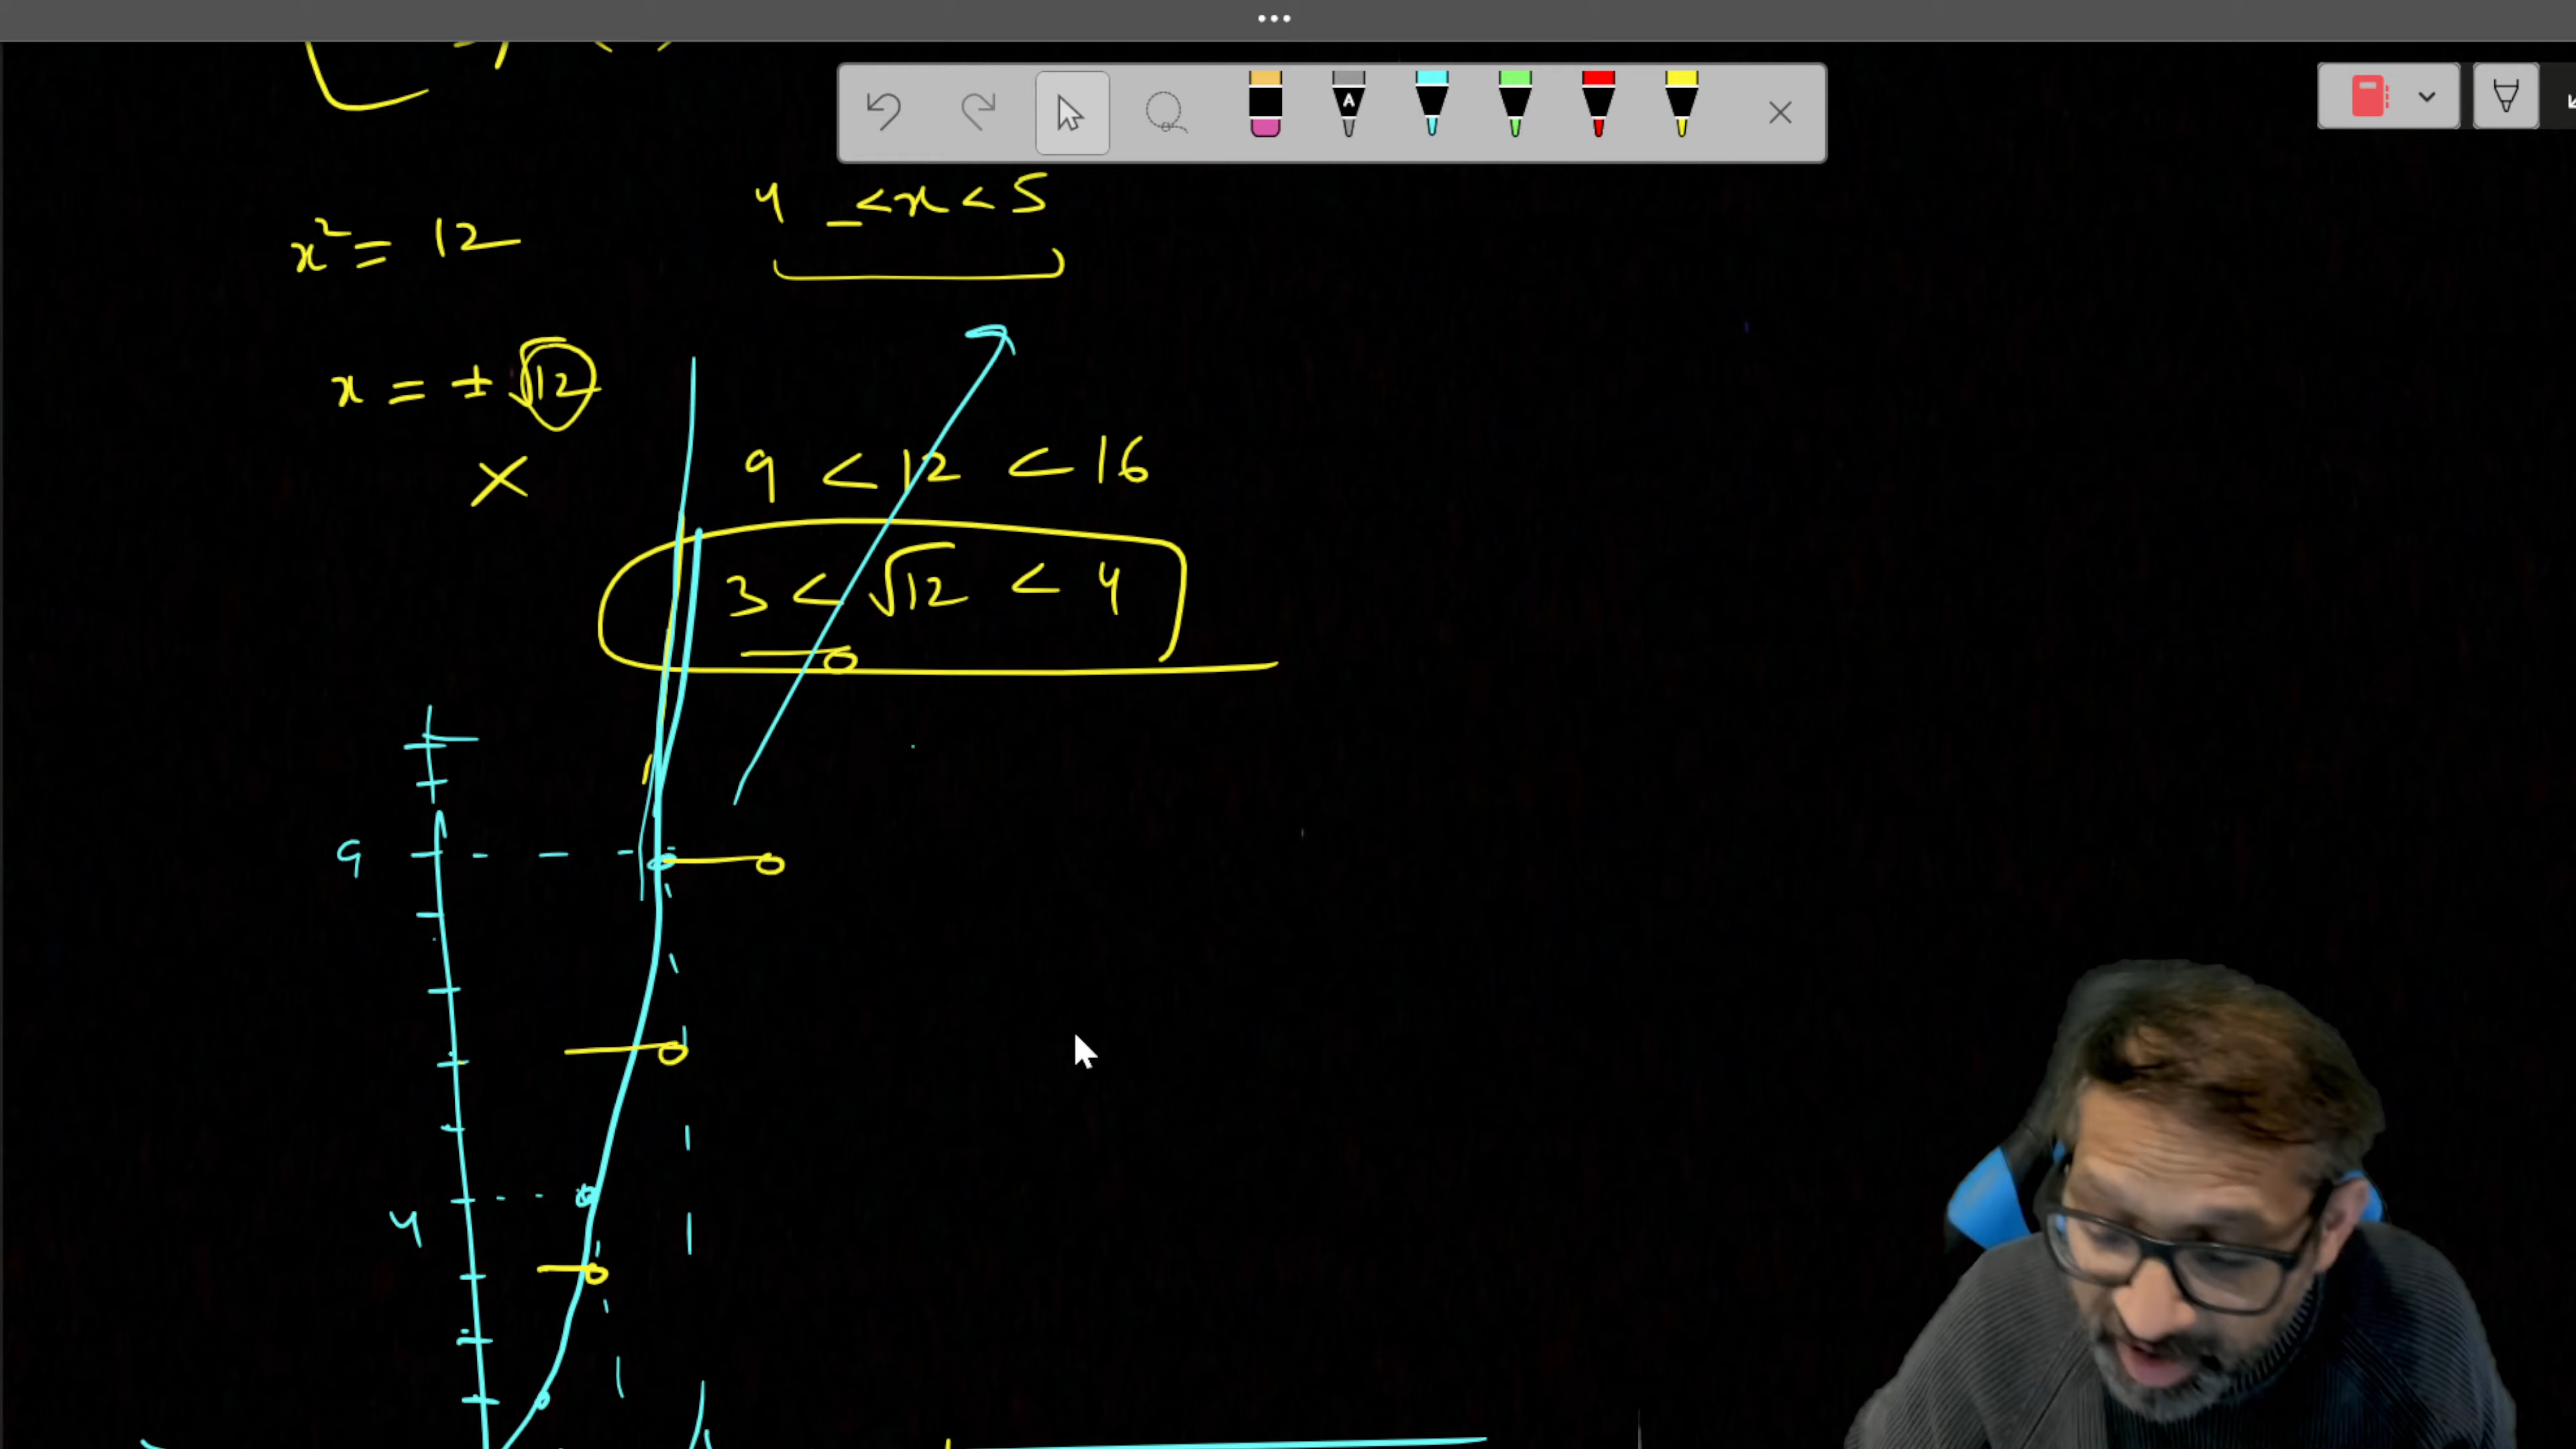 4 ≤ x < 5
x² = 12
x = ± √12
×
9 < 12 < 16
3 < √12 < 4
9
4